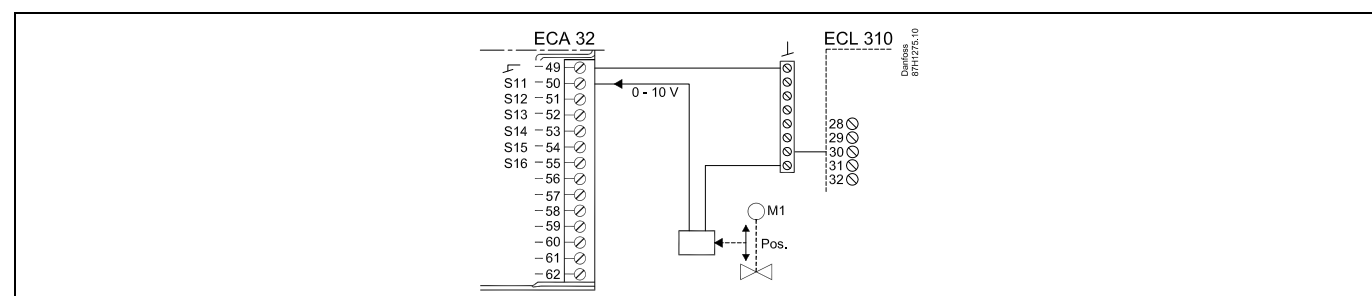 ECA 32
ECL 310
Danfoss
87H1275.10
49
S11 50
0 - 10 V
S12 51
S13 52
S14 53
S15 54
S16 55
56
57
58
59
60
61
62
28
29
30
31
32
M1
Pos.